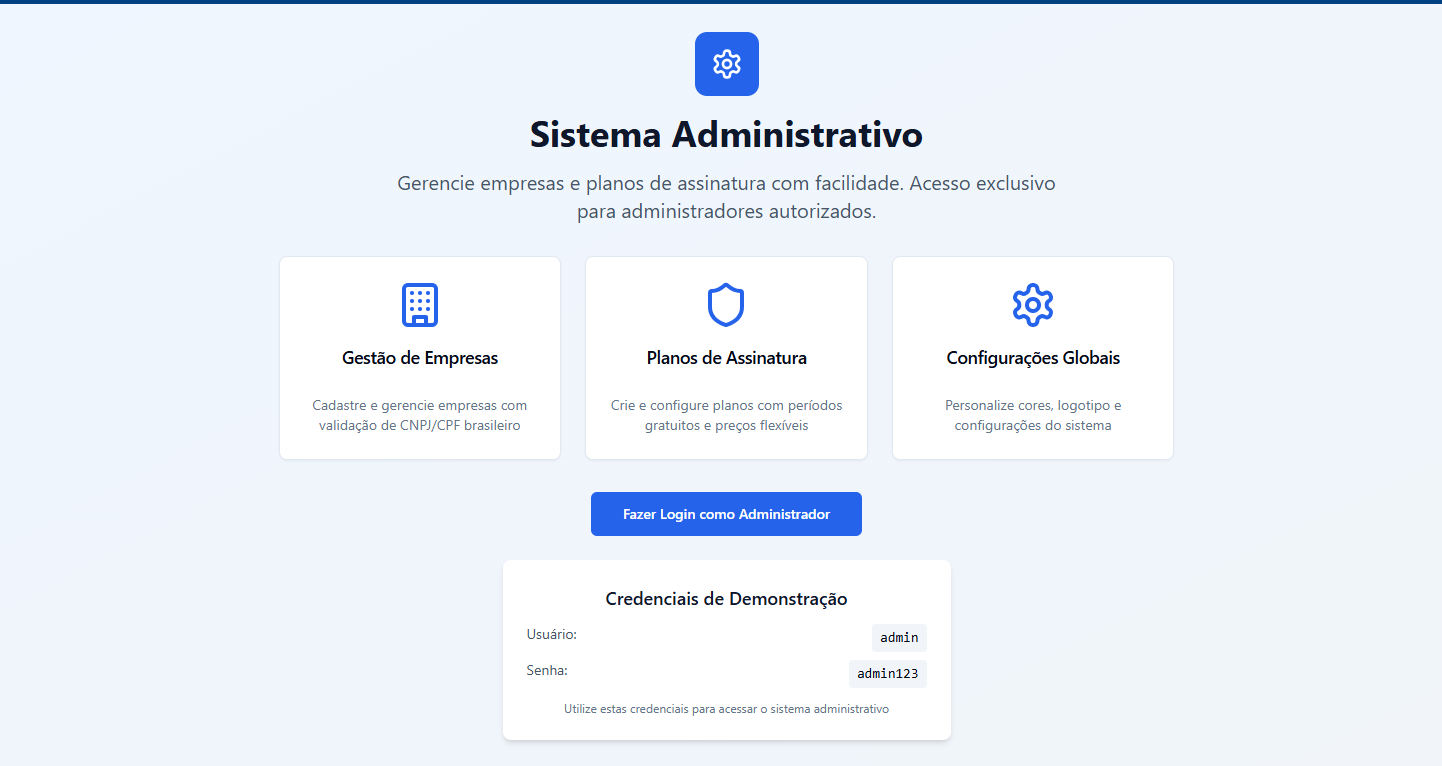 Sistema Administrativo
Gerencie empresas e planos de assinatura com facilidade. Acesso exclusivo
para administradores autorizados.
Gestão de Empresas
Cadastre e gerencie empresas com
validação de CNPJ/CPF brasileiro
Planos de Assinatura
Crie e configure planos com períodos
gratuitos e preços flexíveis
Configurações Globais
Personalize cores, logotipo e
configurações do sistema
Fazer Login como Administrador
Credenciais de Demonstração
Usuário: admin
Senha: admin123
Utilize estas credenciais para acessar o sistema administrativo